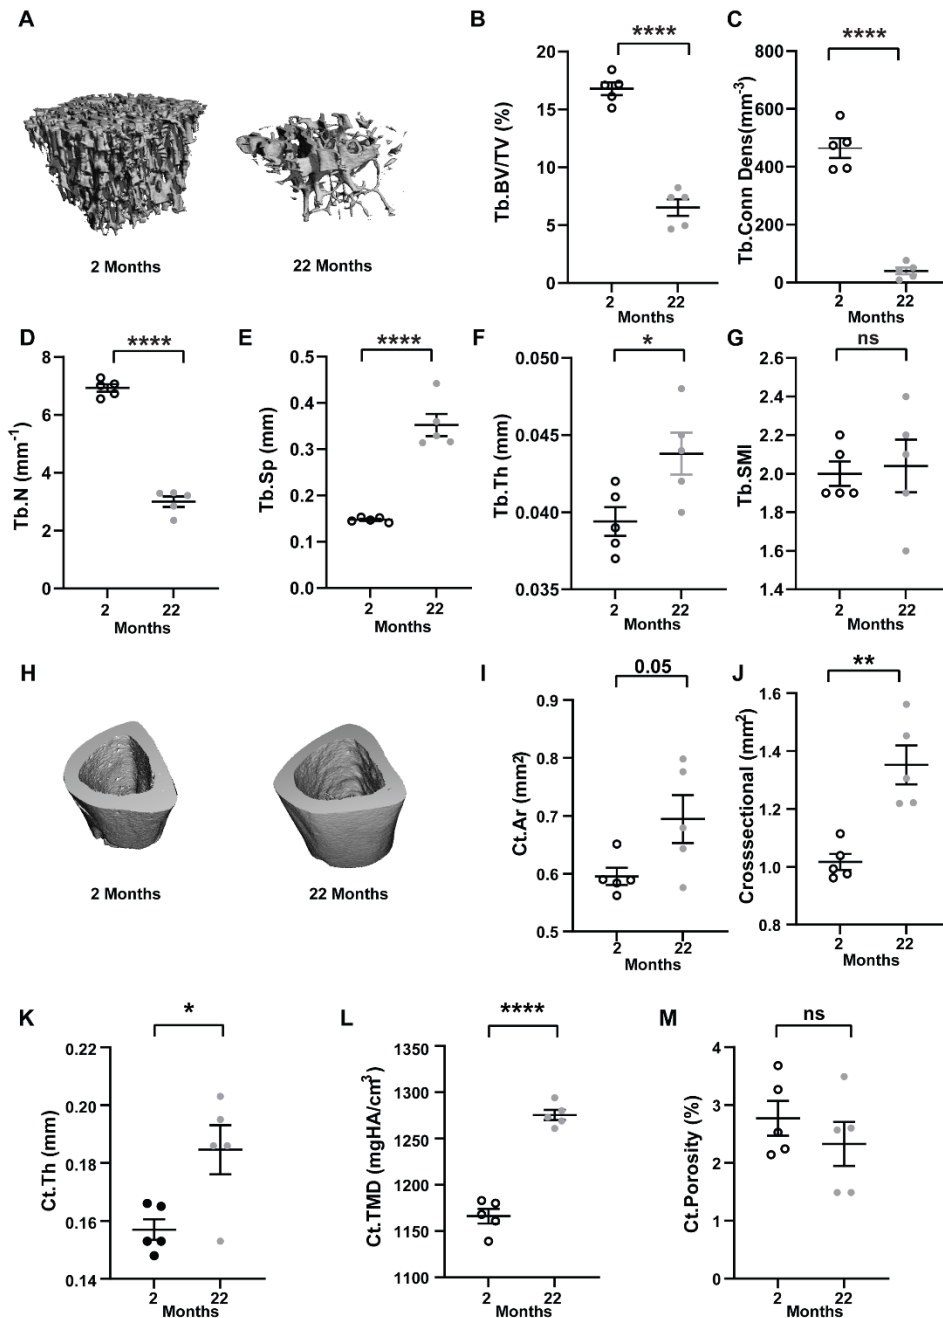 A
2 Months
22 Months
B
****
Tb.BV/TV (%)
20
15
10
5
0
2
22
Months
C
****
Tb.Conn Dens(mm-3)
800
600
400
200
0
2
22
Months
D
****
Tb.N (mm-1)
8
6
4
2
0
2
22
Months
E
****
Tb.Sp (mm)
0.5
0.4
0.3
0.2
0.1
0.0
2
22
Months
F
*
Tb.Th (mm)
0.050
0.045
0.040
0.035
2
22
Months
G
ns
Tb.SMI
2.6
2.4
2.2
2.0
1.8
1.6
1.4
2
22
Months
H
2 Months
22 Months
I
0.05
Ct.Ar (mm2)
0.9
0.8
0.7
0.6
0.5
2
22
Months
J
**
Crosssectional (mm2)
1.6
1.4
1.2
1.0
0.8
2
22
Months
K
*
Ct.Th (mm)
0.22
0.20
0.18
0.16
0.14
2
22
Months
L
****
Ct.TMD (mgHA/cm3)
1350
1300
1250
1200
1150
1100
2
22
Months
M
ns
Ct.Porosity (%)
4
3
2
1
0
2
22
Months